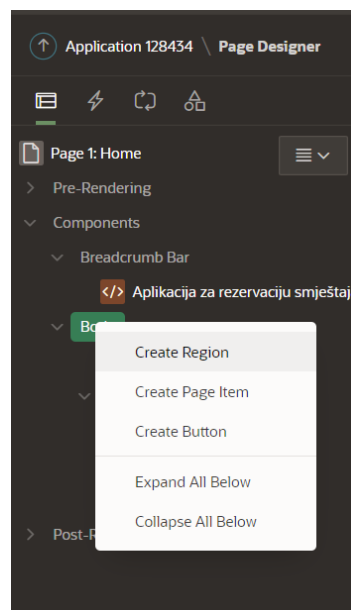 Application 128434 \ Page Designer
Page 1: Home
Pre-Rendering
Components
Breadcrumb Bar
</> Aplikacija za rezervaciju smještaj
Create Region
Create Page Item
Create Button
Expand All Below
Collapse All Below